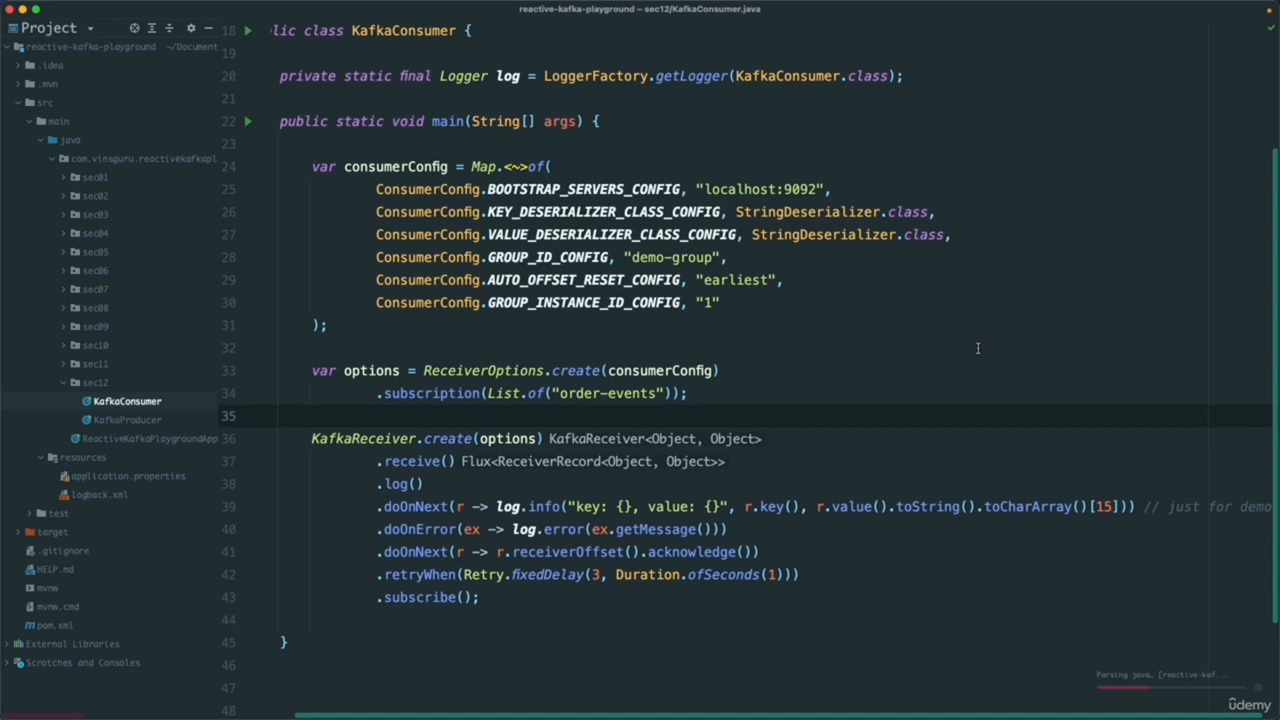 reactive-kafka-playground – sec12/KafkaConsumer.java
Project
reactive-kafka-playground ~/Document
.idea
.mvn
src
main
java
com.vinsguru.reactivekafkapl
sec01
sec02
sec03
sec04
sec05
sec06
sec07
sec08
sec09
sec10
sec11
sec12
KafkaConsumer
KafkaProducer
ReactiveKafkaPlaygroundApp
resources
application.properties
logback.xml
test
target
.gitignore
HELP.md
mvnw
mvnw.cmd
pom.xml
External Libraries
Scratches and Consoles
18 lic class KafkaConsumer {
19
20 private static final Logger log = LoggerFactory.getLogger(KafkaConsumer.class);
21
22 public static void main(String[] args) {
23
24 var consumerConfig = Map.<~>of(
25 ConsumerConfig.BOOTSTRAP_SERVERS_CONFIG, "localhost:9092",
26 ConsumerConfig.KEY_DESERIALIZER_CLASS_CONFIG, StringDeserializer.class,
27 ConsumerConfig.VALUE_DESERIALIZER_CLASS_CONFIG, StringDeserializer.class,
28 ConsumerConfig.GROUP_ID_CONFIG, "demo-group",
29 ConsumerConfig.AUTO_OFFSET_RESET_CONFIG, "earliest",
30 ConsumerConfig.GROUP_INSTANCE_ID_CONFIG, "1"
31 );
32
33 var options = ReceiverOptions.create(consumerConfig)
34 .subscription(List.of("order-events"));
35
36 KafkaReceiver.create(options) KafkaReceiver<Object, Object>
37 .receive() Flux<ReceiverRecord<Object, Object>>
38 .log()
39 .doOnNext(r -> log.info("key: {}, value: {}", r.key(), r.value().toString().toCharArray()[15])) // just for demo
40 .doOnError(ex -> log.error(ex.getMessage()))
41 .doOnNext(r -> r.receiverOffset().acknowledge())
42 .retryWhen(Retry.fixedDelay(3, Duration.ofSeconds(1)))
43 .subscribe();
44
45 }
46
47
48
Parsing java… [reactive-kaf...
ûdemy